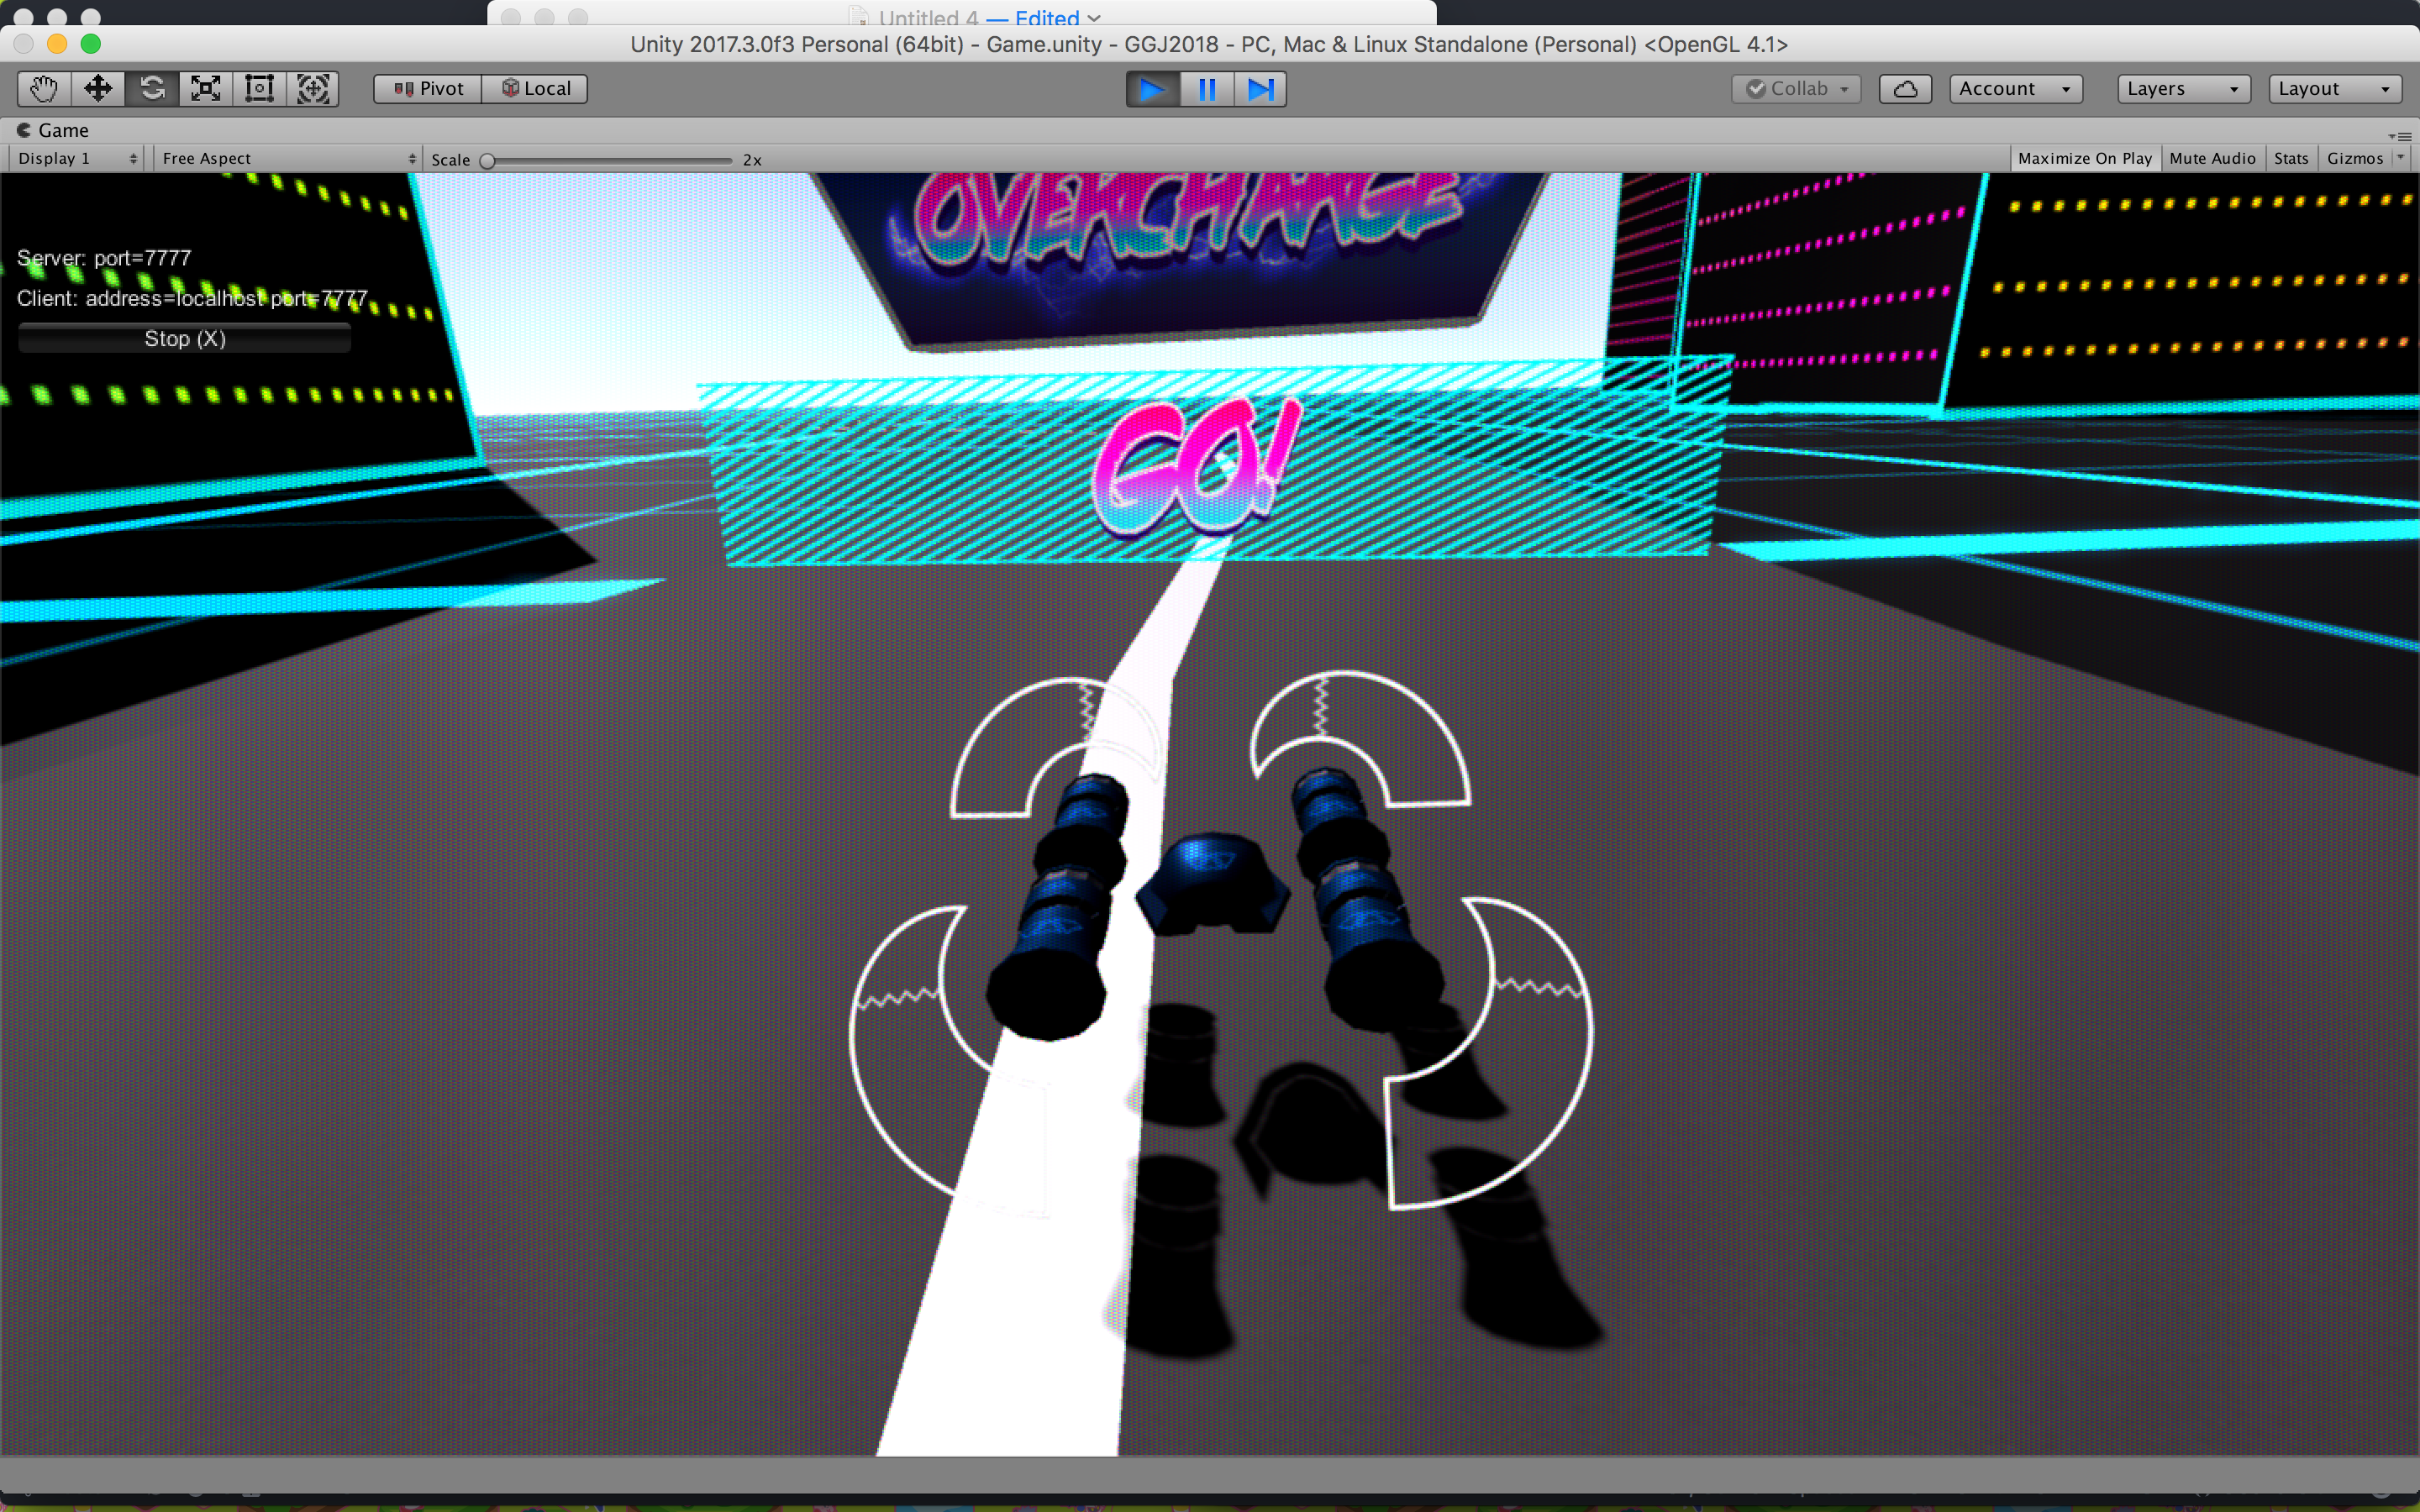 Untitled 4 — Edited
Unity 2017.3.0f3 Personal (64bit) - Game.unity - GGJ2018 - PC, Mac & Linux Standalone (Personal) <OpenGL 4.1>
Pivot Local Collab Account Layers Layout
Game
Display 1 Free Aspect Scale 2x Maximize On Play Mute Audio Stats Gizmos
OVERCHARGE
Server: port=7777
Client: address=localhost port=7777
Stop (X)
GO!